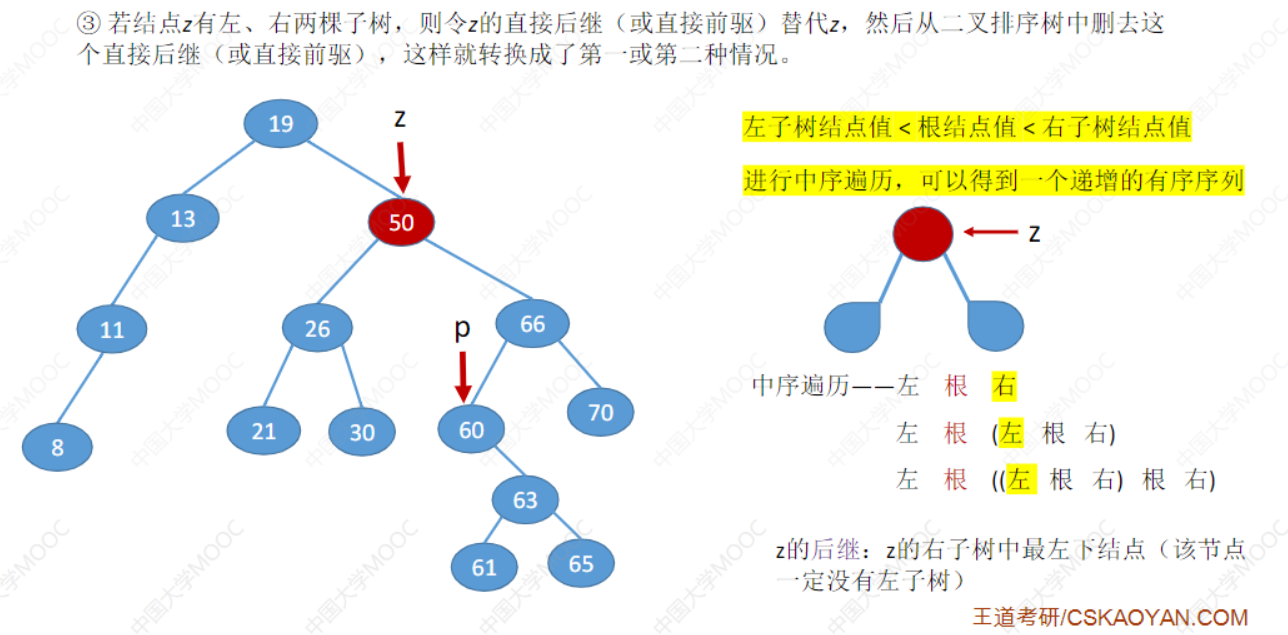 ③ 若结点z有左、右两棵子树，则令z的直接后继（或直接前驱）替代z，然后从二叉排序树中删去这
个直接后继（或直接前驱），这样就转换成了第一或第二种情况。
19
z
13
50
11
26
66
p
8
21
30
60
70
63
61
65
左子树结点值 < 根结点值 < 右子树结点值
进行中序遍历，可以得到一个递增的有序序列
z
中序遍历——左 根 右
左 根 (左 根 右)
左 根 ((左 根 右) 根 右)
z的后继：z的右子树中最左下结点（该节点
一定没有左子树）
王道考研/CSKAOYAN.COM
中国大学MOOC